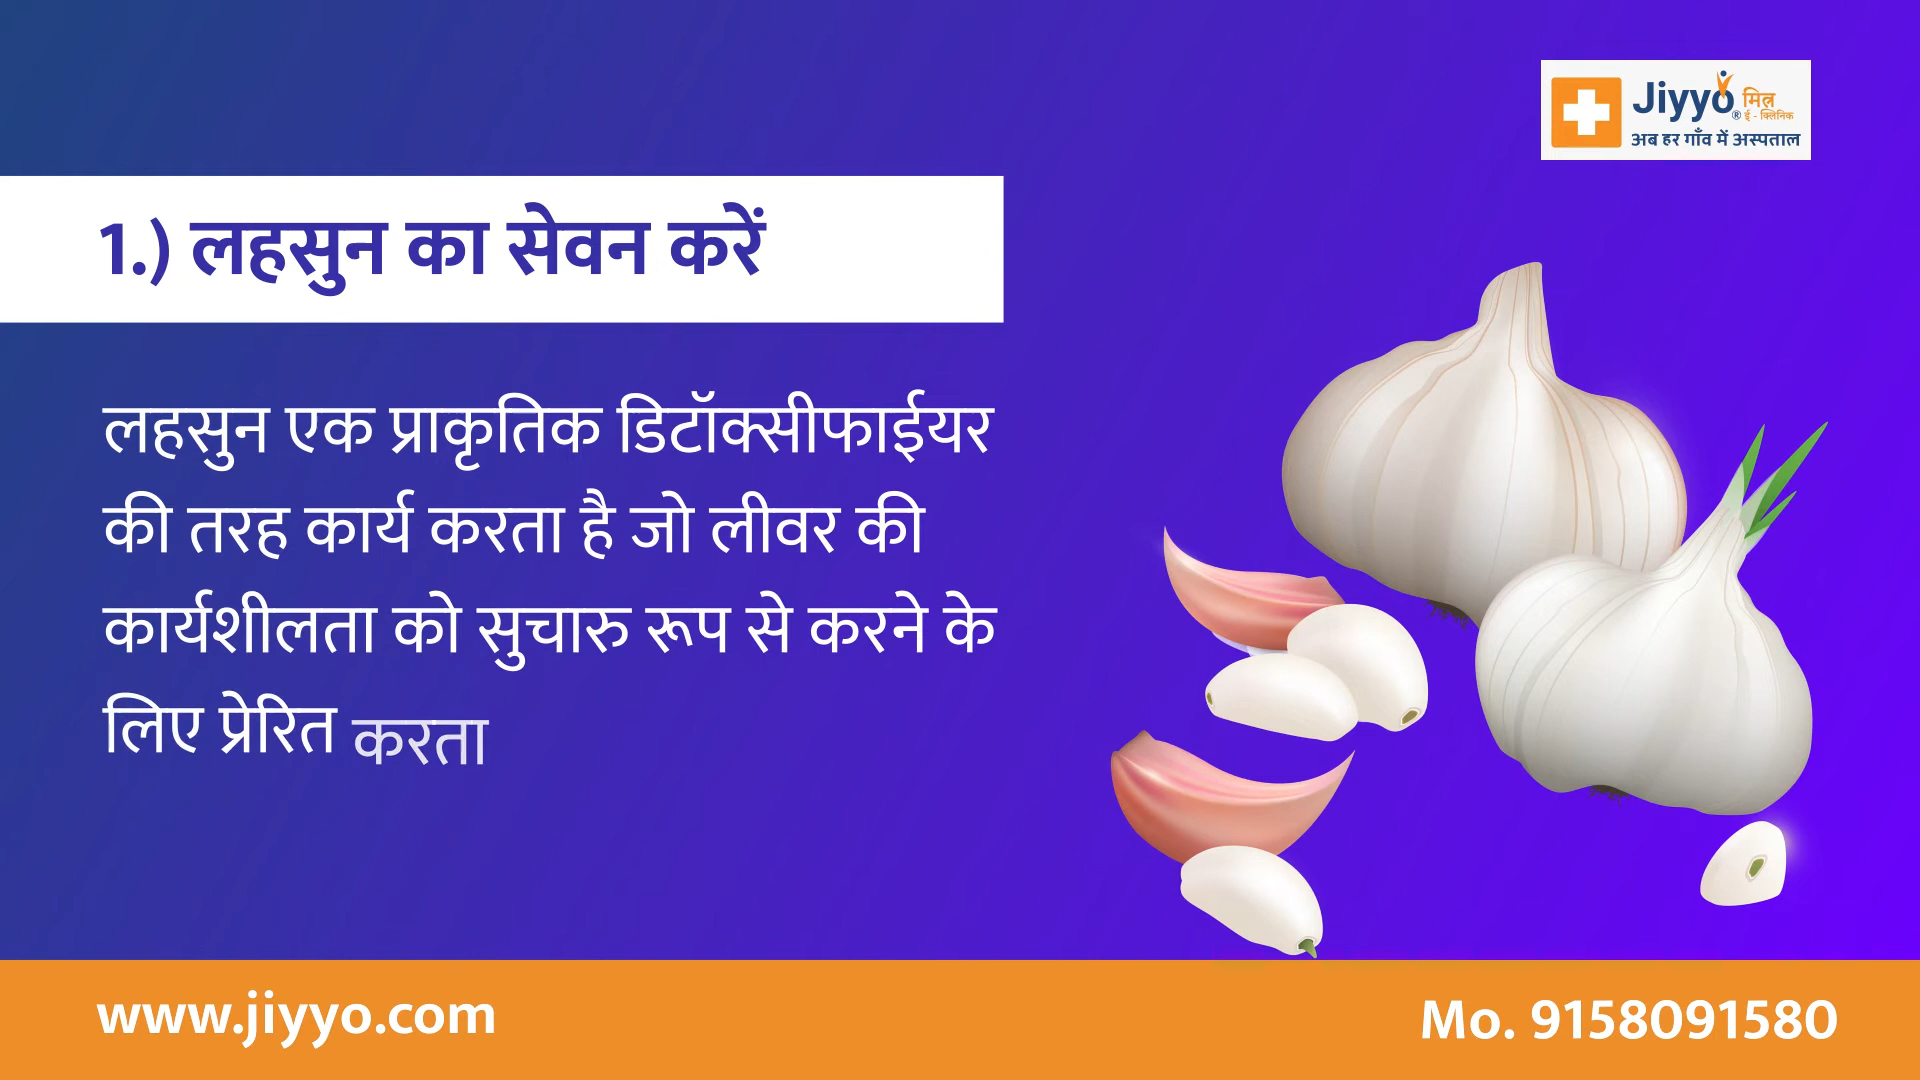 Jiyyo® मित्र
ई - क्लिनिक
अब हर गाँव में अस्पताल
1.) लहसुन का सेवन करें
लहसुन एक प्राकृतिक डिटॉक्सीफाईयर
की तरह कार्य करता है जो लीवर की
कार्यशीलता को सुचारु रूप से करने के
लिए प्रेरित करता
www.jiyyo.com
Mo. 9158091580